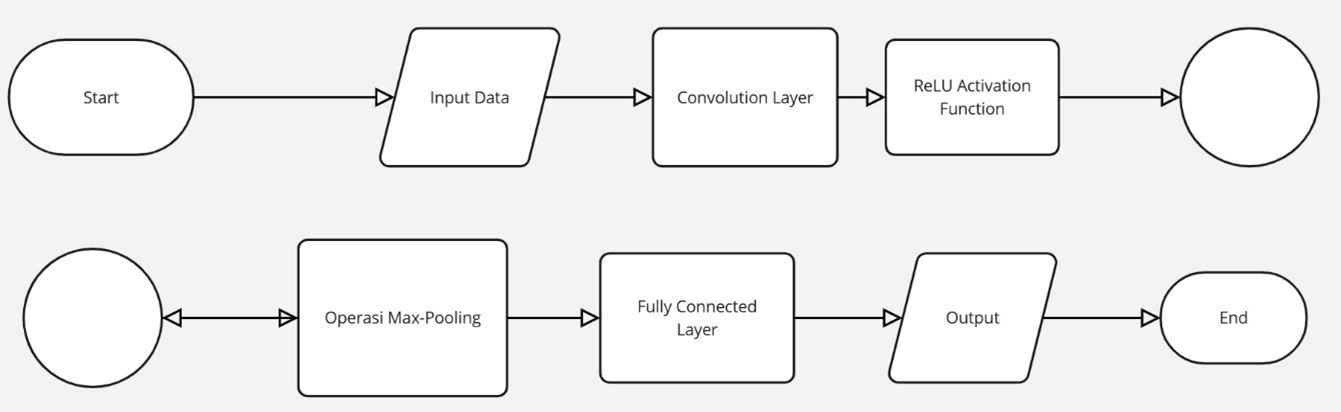 Start
Input Data
Convolution Layer
ReLU Activation
Function
Operasi Max-Pooling
Fully Connected
Layer
Output
End